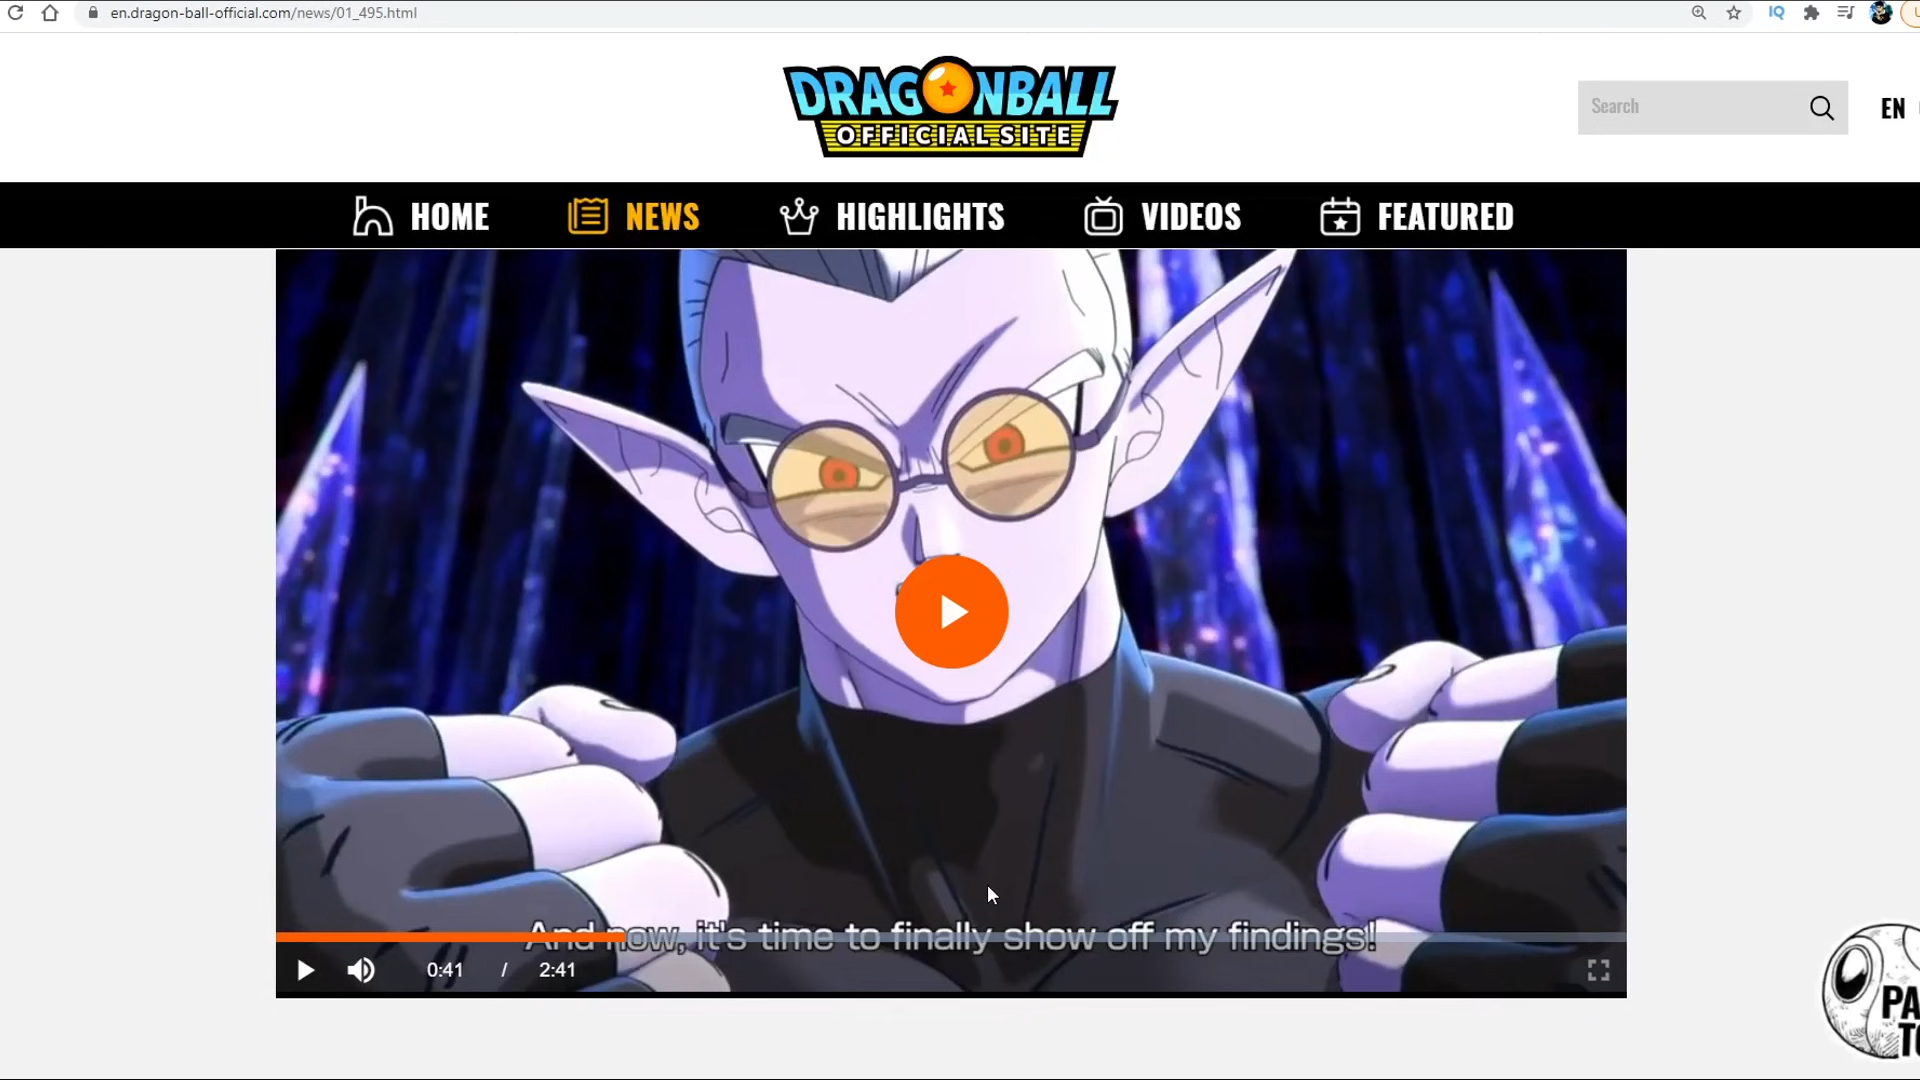 en.dragon-ball-official.com/news/01_495.html
IQ
DRAGONBALL
OFFICIAL SITE
Search
EN
HOME
NEWS
HIGHLIGHTS
VIDEOS
FEATURED
And now, it's time to finally show off my findings!
0:41 / 2:41
PA
TO